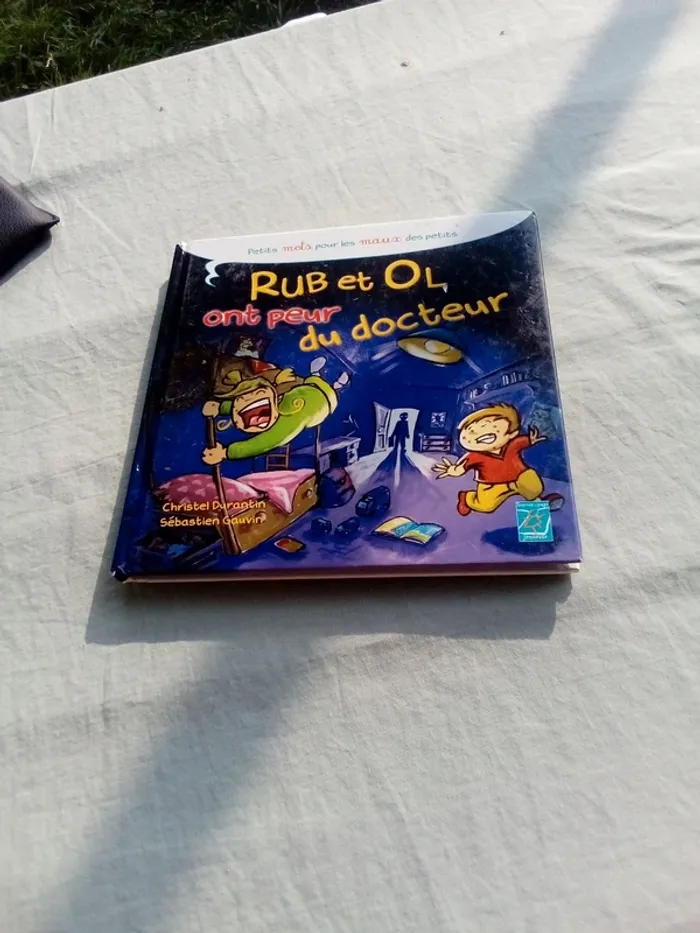 Petits mots pour les maux des petits
RUB et OL
ont peur
du docteur
Christel Durantin
Sébastien Gauvin